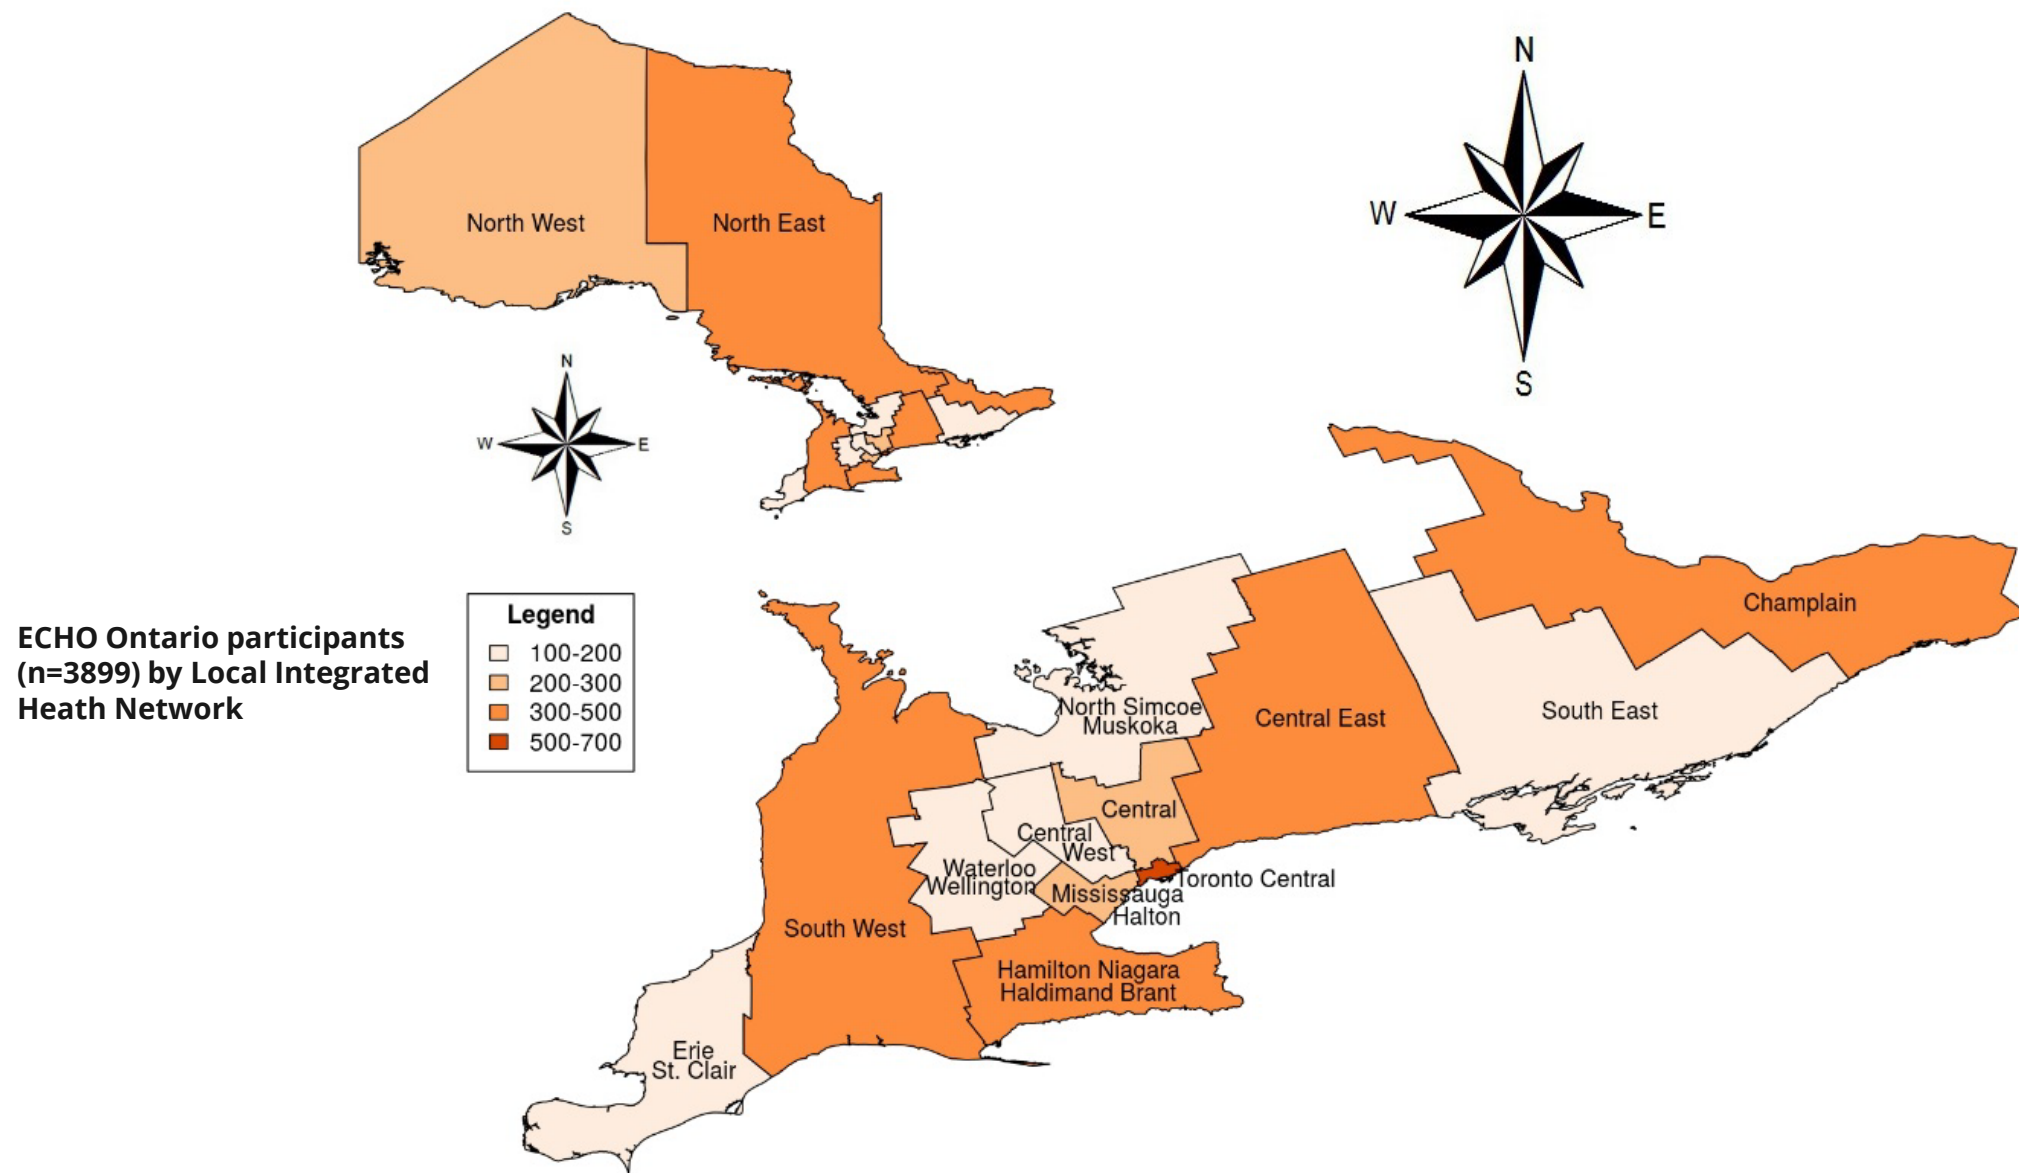 N
W
E
S
North West
North East
N
W
E
S
ECHO Ontario participants
(n=3899) by Local Integrated
Heath Network
Legend
100-200
200-300
300-500
500-700
Champlain
South East
Central East
North Simcoe
Muskoka
Central
Central
West
Waterloo
Wellington
Toronto Central
Mississauga
Halton
South West
Hamilton Niagara
Haldimand Brant
Erie
St. Clair